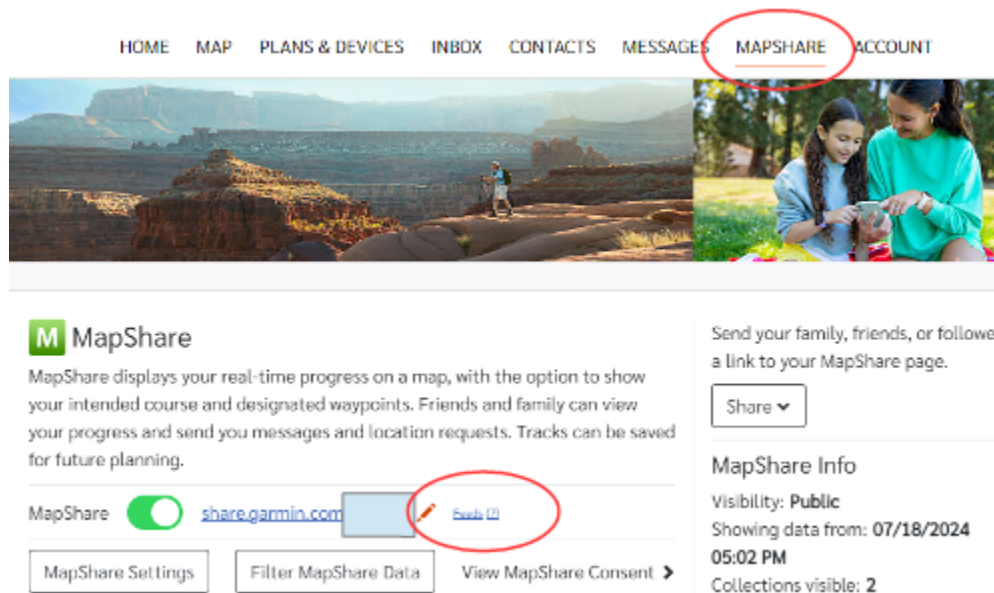 HOME MAP PLANS & DEVICES INBOX CONTACTS MESSAGES MAPSHARE ACCOUNT
M MapShare
MapShare displays your real-time progress on a map, with the option to show
your intended course and designated waypoints. Friends and family can view
your progress and send you messages and location requests. Tracks can be saved
for future planning.
MapShare share.garmin.com Feeds [?]
MapShare Settings Filter MapShare Data View MapShare Consent
Send your family, friends, or followe
a link to your MapShare page.
Share
MapShare Info
Visibility: Public
Showing data from: 07/18/2024
05:02 PM
Collections visible: 2